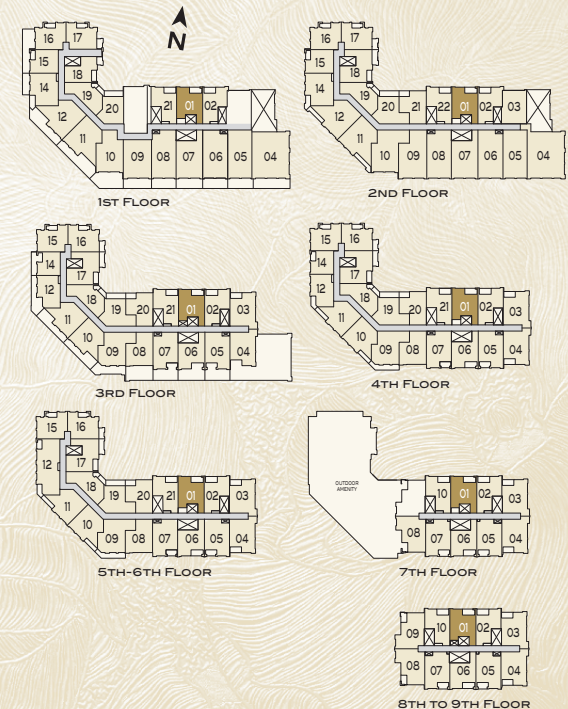 N
16 17
15
18
14
19
20
21
01
02
12
11
10 09 08 07 06 05 04
1ST FLOOR
16 17
15
18
14
19
20 21 22 01 02 03
12
11
10 09 08 07 06 05 04
2ND FLOOR
15 16
14
17
12
18
19 20 21 01 02 03
11
10
09 08 07 06 05 04
3RD FLOOR
15 16
14
17
12
18
19 20 21 01 02 03
11
10
09 08 07 06 05 04
4TH FLOOR
15 16
12
17
18
19 20 21 01 02 03
11
10
09 08 07 06 05 04
5TH-6TH FLOOR
OUTDOOR
AMENITY
10 01 02 03
08 07 06 05 04
7TH FLOOR
09 10 01 02 03
08 07 06 05 04
8TH TO 9TH FLOOR